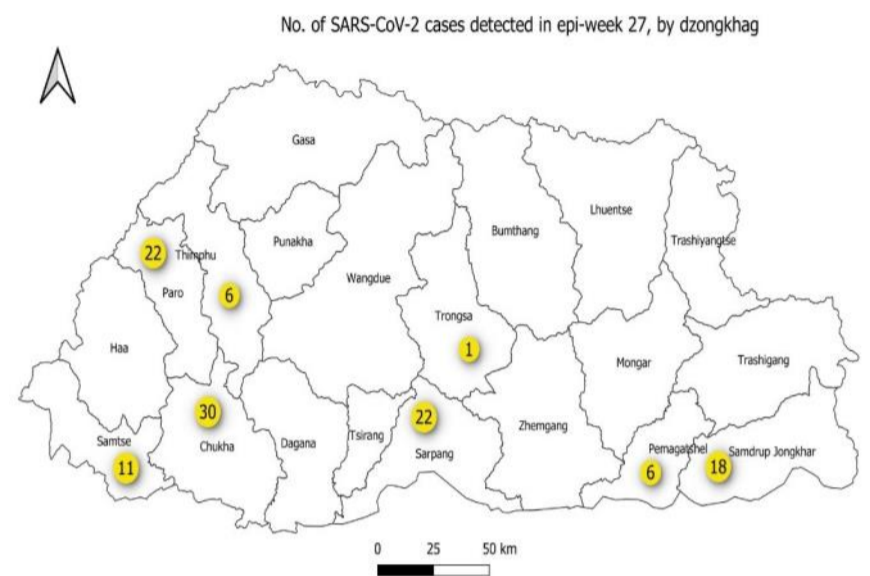 No. of SARS-CoV-2 cases detected in epi-week 27, by dzongkhag
Gasa
Lhuentse
Bumthang
Punakha
Trashiyangtse
22
Thimphu
Wangdue
Paro
6
Trongsa
Haa
1
Mongar
Trashigang
30
22
Zhemgang
Samtse
Chukha
Dagana
Tsirang
Sarpang
Pemagatshel
Samdrup Jongkhar
11
6
18
0 25 50 km